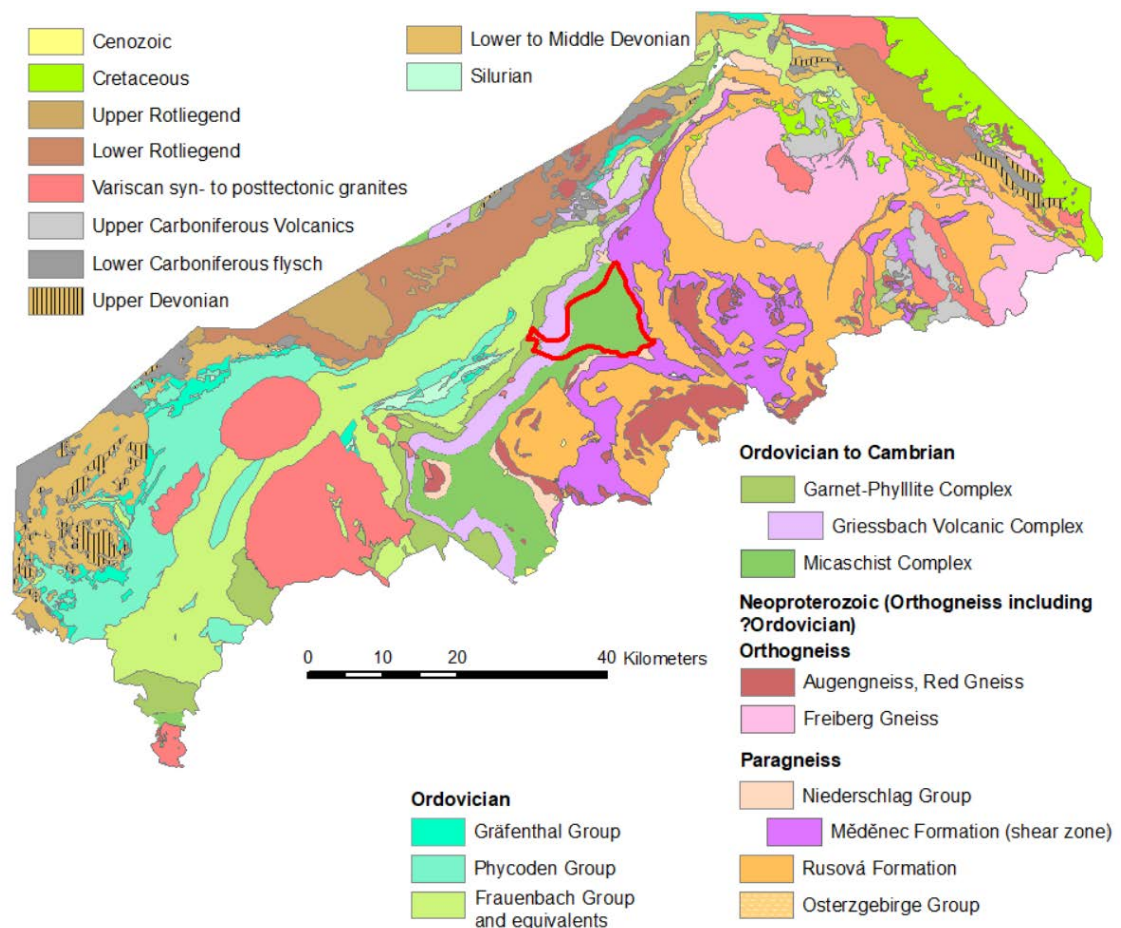 Cenozoic
Cretaceous
Upper Rotliegend
Lower Rotliegend
Variscan syn- to posttectonic granites
Upper Carboniferous Volcanics
Lower Carboniferous flysch
Upper Devonian
Lower to Middle Devonian
Silurian
0 10 20 40 Kilometers
Ordovician
Gräfenthal Group
Phycoden Group
Frauenbach Group
and equivalents
Ordovician to Cambrian
Garnet-Phylllite Complex
Griessbach Volcanic Complex
Micaschist Complex
Neoproterozoic (Orthogneiss including
?Ordovician)
Orthogneiss
Augengneiss, Red Gneiss
Freiberg Gneiss
Paragneiss
Niederschlag Group
Měděnec Formation (shear zone)
Rusová Formation
Osterzgebirge Group